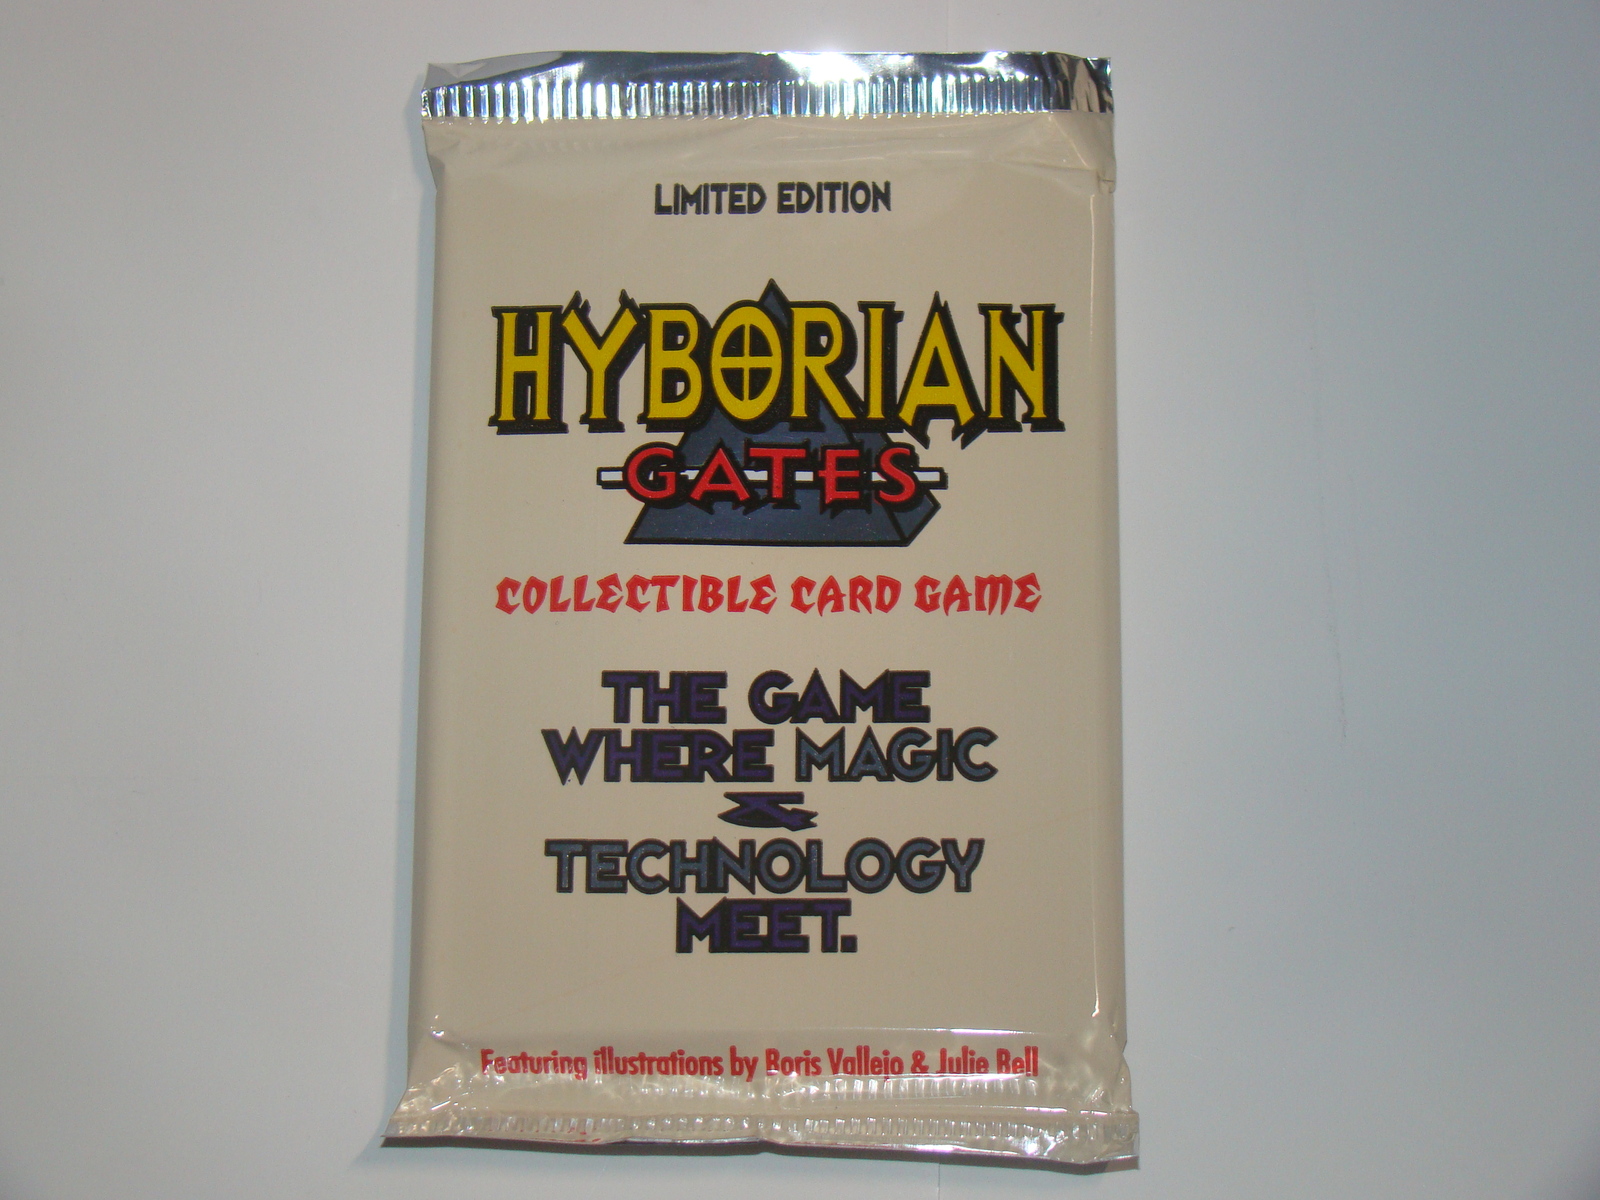 LIMITED EDITION
HYBORIAN
GATES
COLLECTIBLE CARD GAME
THE GAME
WHERE MAGIC
&
TECHNOLOGY
MEET.
Featuring illustrations by Boris Vallejo & Julie Bell